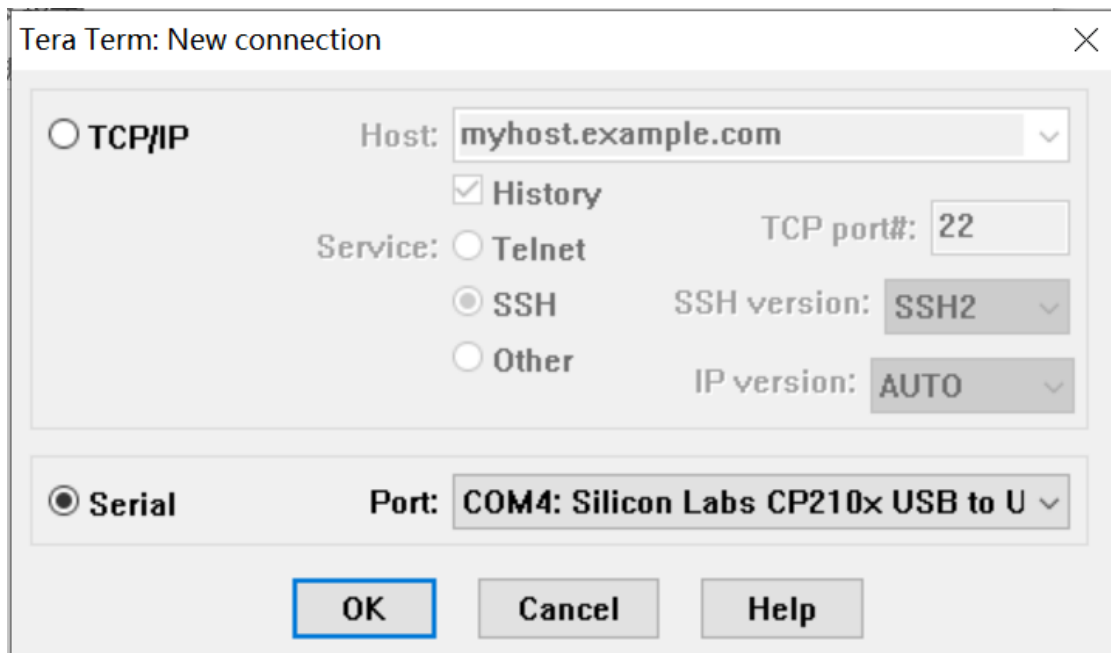 Tera Term: New connection
TCP/IP
Host: myhost.example.com
History
Service: Telnet
TCP port#: 22
SSH
SSH version: SSH2
Other
IP version: AUTO
Serial
Port: COM4: Silicon Labs CP210x USB to U
OK Cancel Help